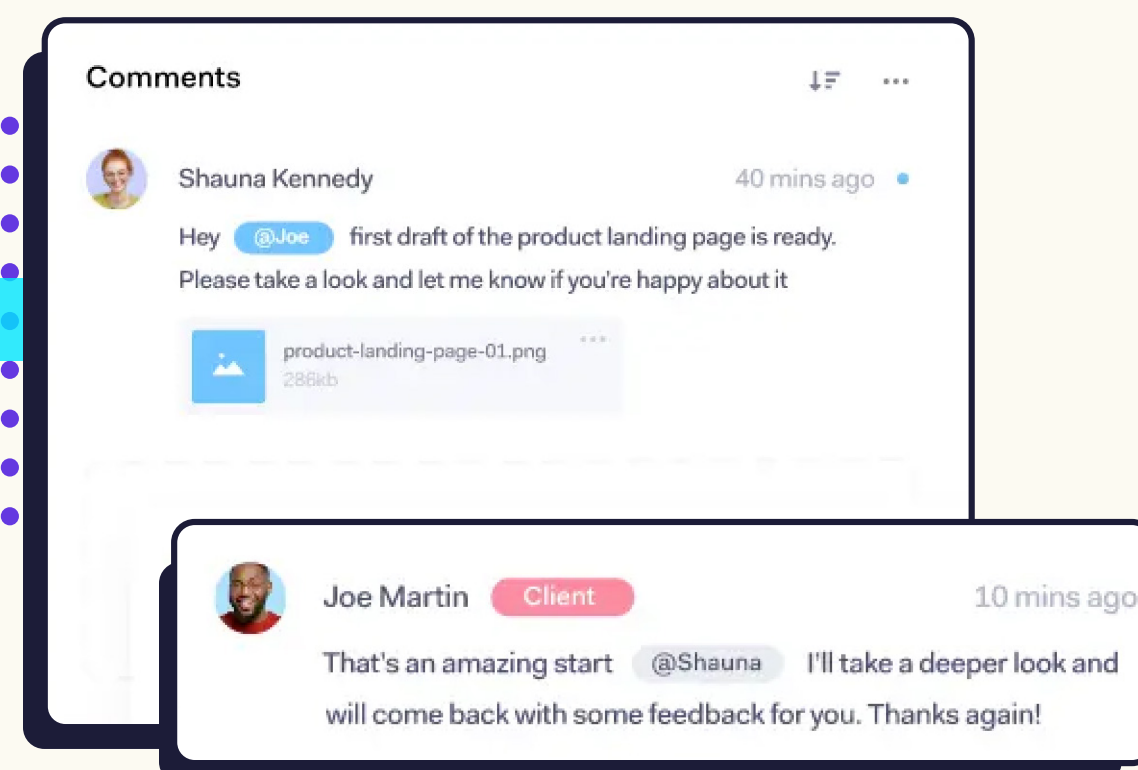 Comments
Shauna Kennedy 40 mins ago
Hey @Joe first draft of the product landing page is ready.
Please take a look and let me know if you're happy about it
product-landing-page-01.png
286kb
Joe Martin Client 10 mins ago
That's an amazing start @Shauna I'll take a deeper look and
will come back with some feedback for you. Thanks again!